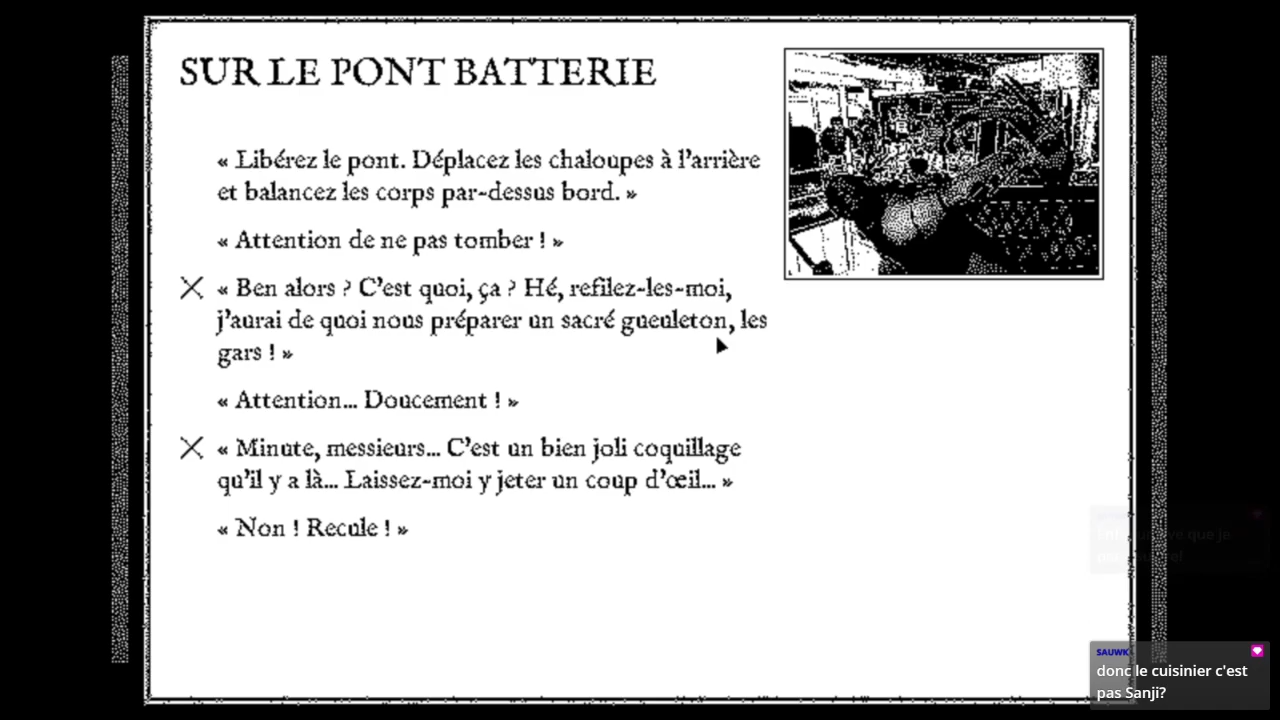 SUR LE PONT BATTERIE
« Libérez le pont. Déplacez les chaloupes à l'arrière
et balancez les corps par-dessus bord. »
« Attention de ne pas tomber ! »
« Ben alors ? C'est quoi, ça ? Hé, refilez-les-moi,
j'aurai de quoi nous préparer un sacré gueuleton, les
gars ! »
« Attention... Doucement ! »
« Minute, messieurs... C'est un bien joli coquillage
qu'il y a là... Laissez-moi y jeter un coup d'œil... »
« Non ! Recule ! »
que je
SAUWK
donc le cuisinier c'est
pas Sanji?